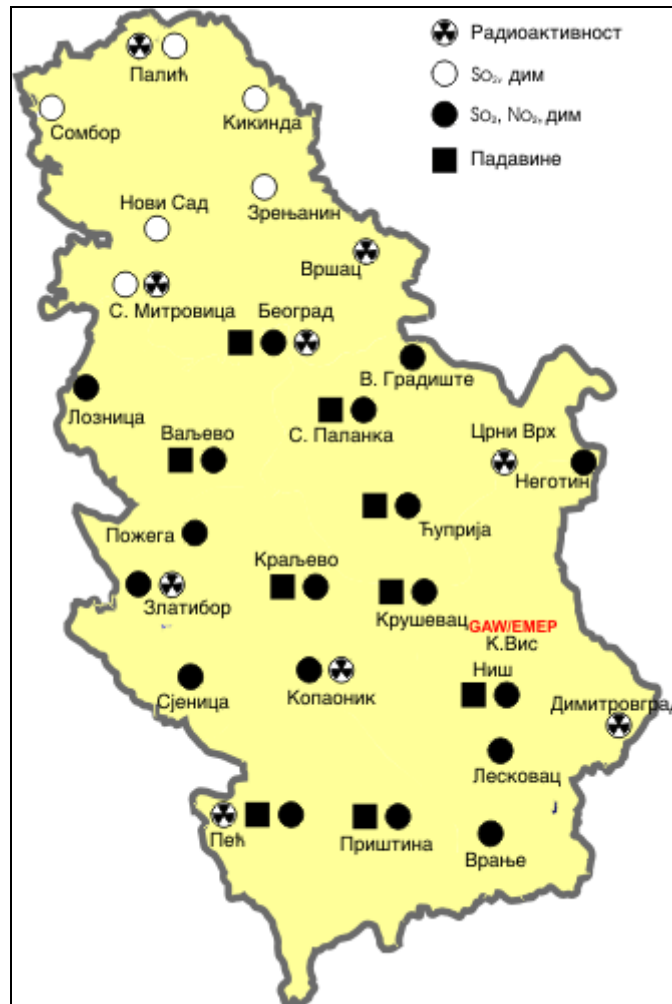 Радиоактивност
So₂, дим
So₂, No₂, дим
Падавине
Палић
Сомбор
Кикинда
Нови Сад
Зрењанин
Вршац
С. Митровица
Београд
В. Градиште
Лозница
С. Паланка
Ваљево
Црни Врх
Неготин
Ћуприја
Пожега
Краљево
Златибор
Крушевац
GAW/EMEP
К.Вис
Ниш
Сјеница
Копаоник
Димитровград
Лесковац
Пећ
Приштина
Врање